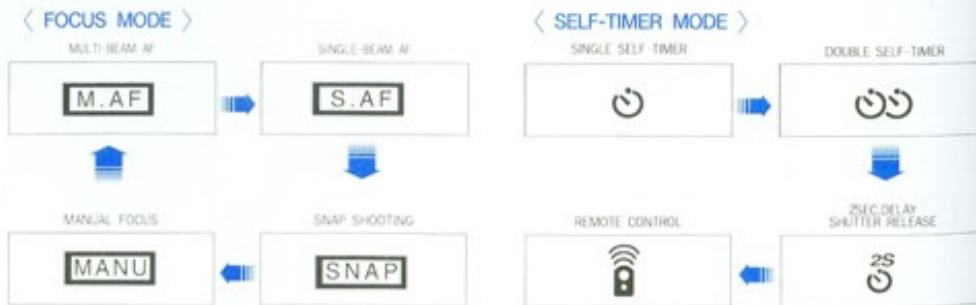 〈 FOCUS MODE 〉
MULTI-BEAM AF
SINGLE-BEAM AF
M.AF
S.AF
MANUAL FOCUS
SNAP SHOOTING
MANU
SNAP
〈 SELF-TIMER MODE 〉
SINGLE SELF-TIMER
DOUBLE SELF-TIMER
REMOTE CONTROL
2SEC.DELAY
SHUTTER RELEASE
2S